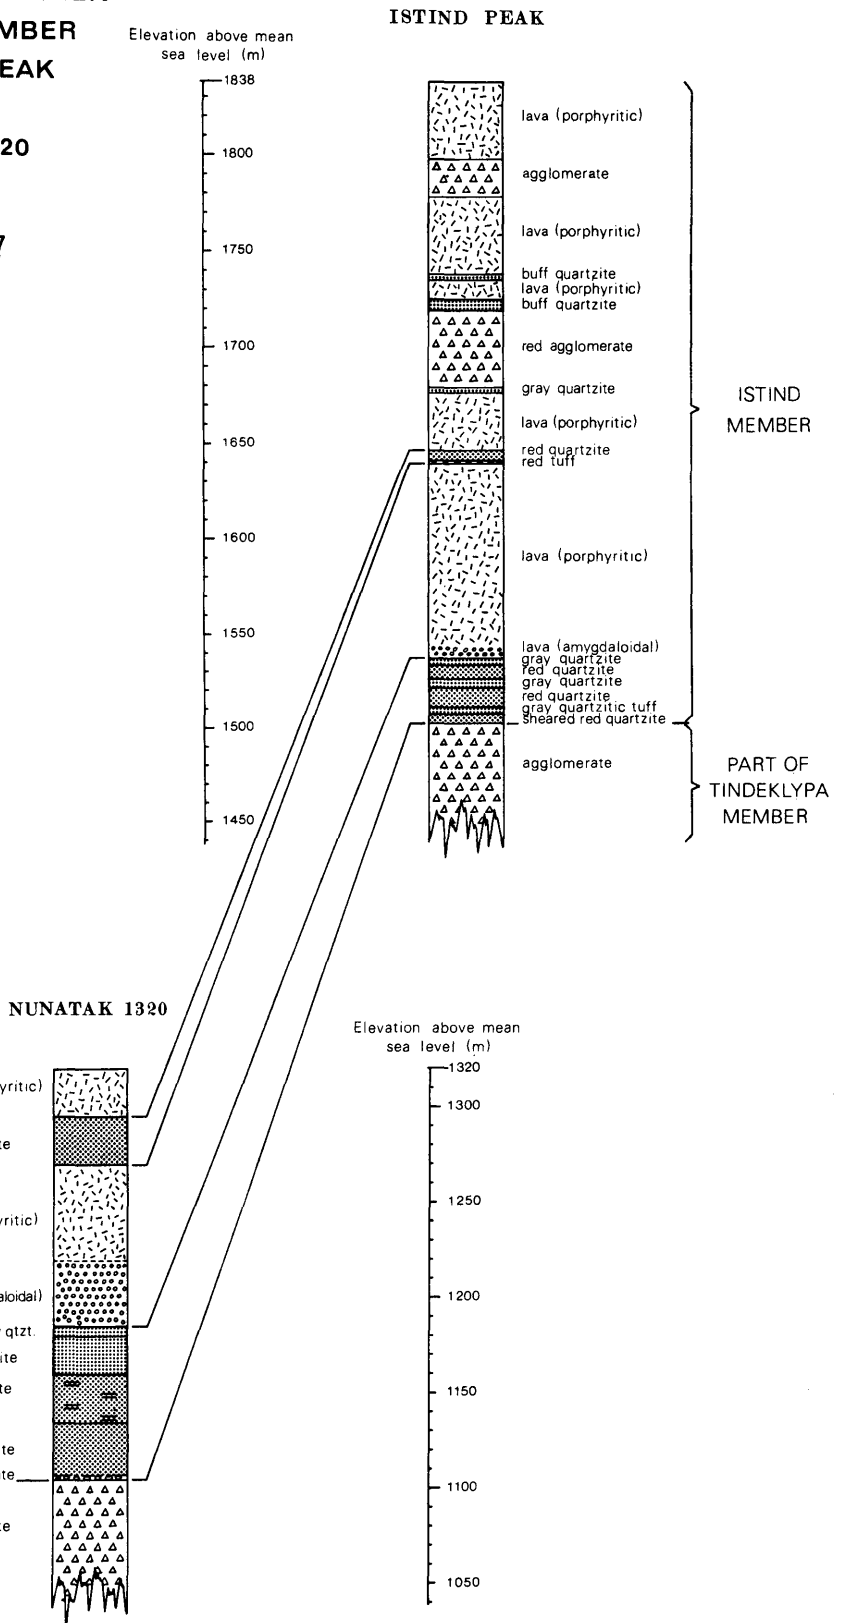 MBER
EAK
20
7
ISTIND PEAK
Elevation above mean
sea level (m)
1838
1800
1750
1700
1650
1600
1550
1500
1450
lava (porphyritic)
agglomerate
lava (porphyritic)
buff quartzite
lava (porphyritic)
buff quartzite
red agglomerate
gray quartzite
lava (porphyritic)
red quartzite
red tuff
lava (porphyritic)
lava (amygdaloidal)
gray quartzite
red quartzite
gray quartzite
red quartzite
gray quartzitic tuff
sheared red quartzite
agglomerate
ISTIND
MEMBER
PART OF
TINDEKLYPA
MEMBER
NUNATAK 1320
yritic)
te
yritic)
aloidal)
qtzt.
ite
te
te
te
te
Elevation above mean
sea level (m)
1320
1300
1250
1200
1150
1100
1050